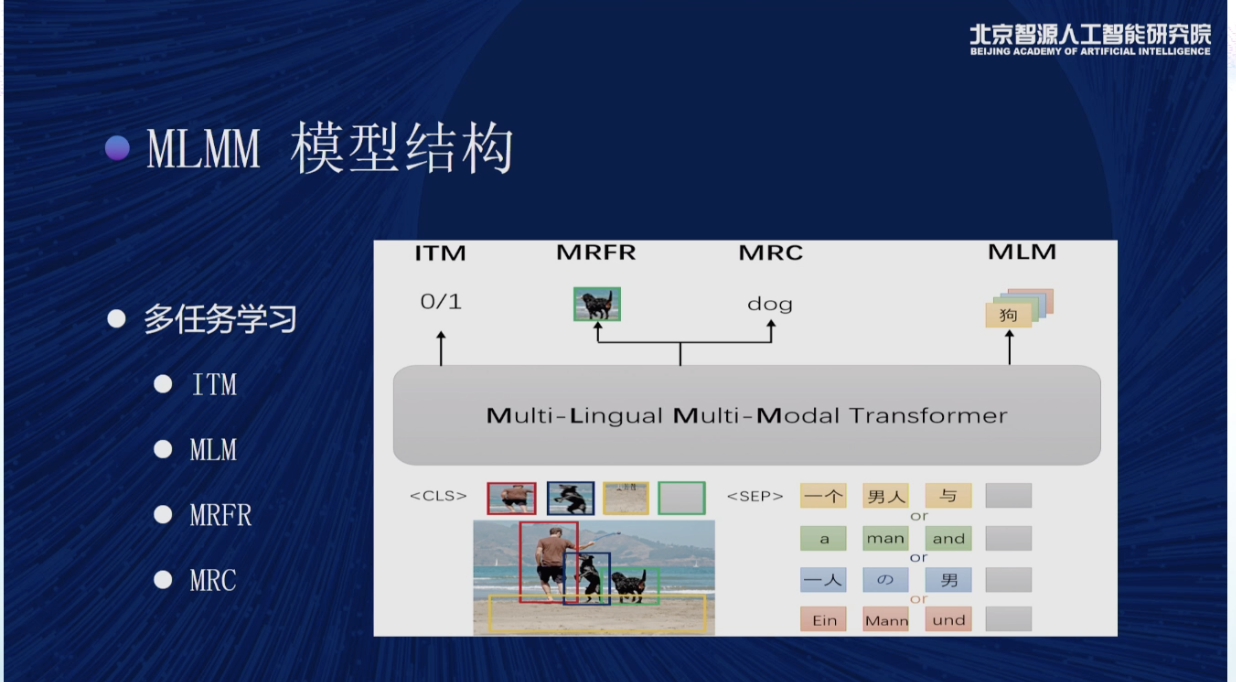 北京智源人工智能研究院
BEIJING ACADEMY OF ARTIFICIAL INTELLIGENCE
MLMM 模型结构
多任务学习
ITM
MLM
MRFR
MRC
ITM MRFR MRC MLM
0/1 dog 狗
Multi-Lingual Multi-Modal Transformer
<CLS> <SEP> 一个 男人 与
or
a man and
or
一人 の 男
or
Ein Mann und